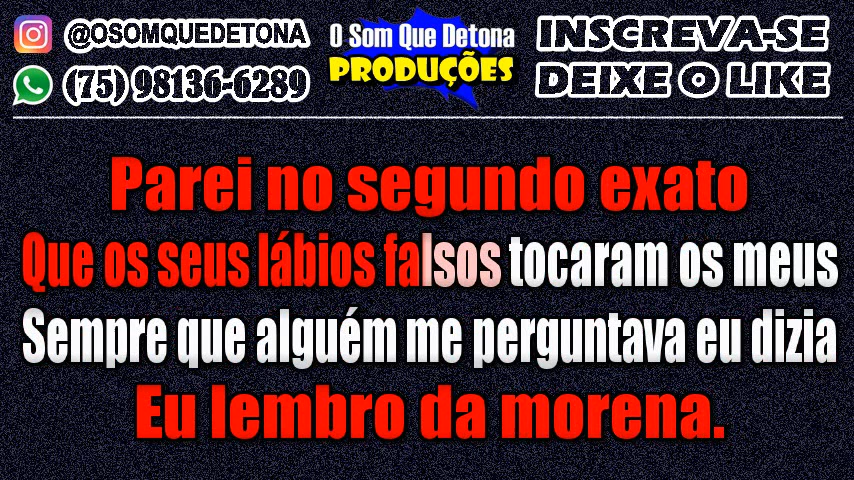 @OSOMQUEDETONA
(75) 98136-6289
O Som Que Detona
PRODUÇÕES
INSCREVA-SE
DEIXE O LIKE
Parei no segundo exato
Que os seus lábios falsos tocaram os meus
Sempre que alguém me perguntava eu dizia
Eu lembro da morena.